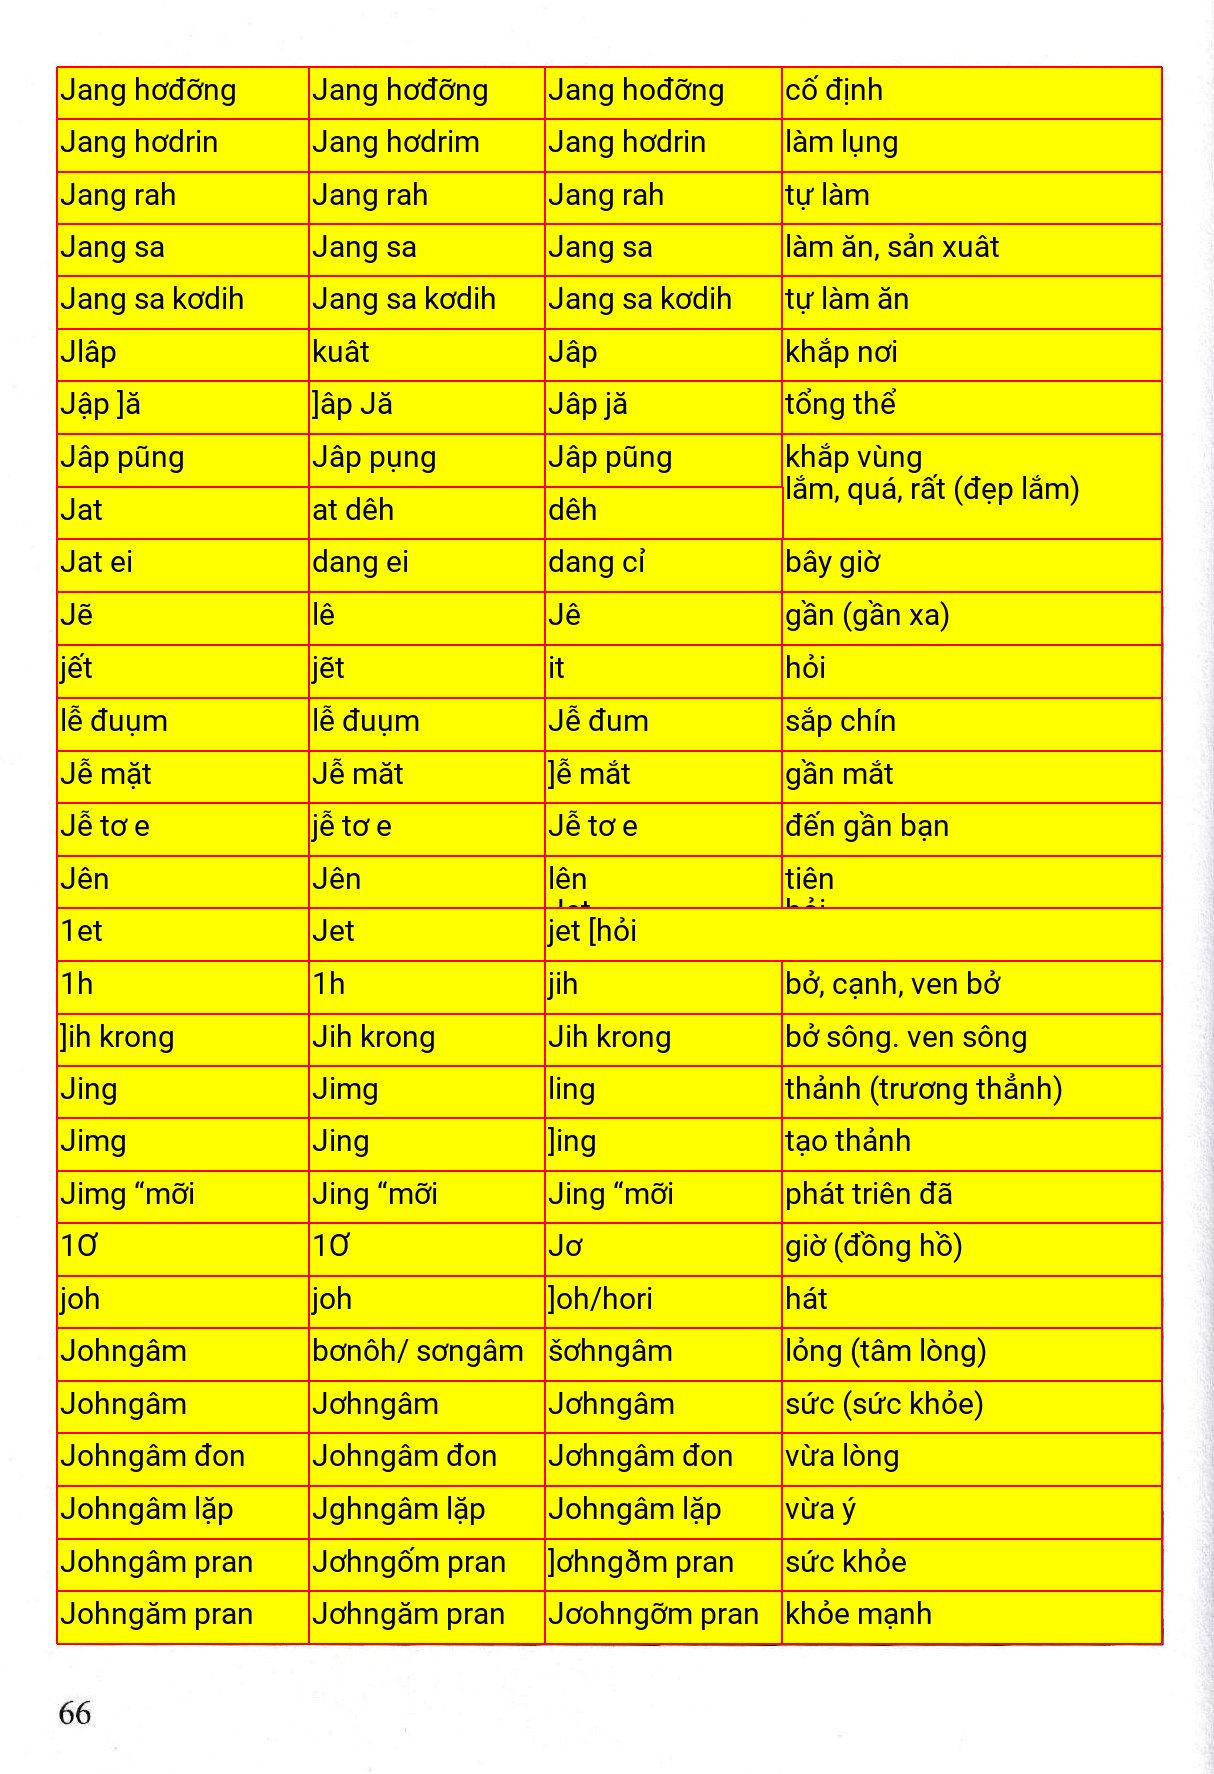 Jang hơđỡng Jang hơđỡng Jang hođỡng cố định
Jang hơdrin Jang hơdrim Jang hơdrin làm lụng
Jang rah Jang rah Jang rah tự làm
Jang sa Jang sa Jang sa làm ăn, sản xuât
Jang sa kơdih Jang sa kơdih Jang sa kơdih tự làm ăn
Jlâp kuât Jâp khắp nơi
Jập ]ă ]âp Jă Jâp jă tổng thể
Jâp pũng Jâp pụng Jâp pũng khắp vùng
lắm, quá, rất (đẹp lắm)
Jat at dêh dêh
Jat ei dang ei dang cỉ bây giờ
Jẽ lê Jê gần (gần xa)
jết jẽt it hỏi
lễ đuụm lễ đuụm Jễ đum sắp chín
Jễ mặt Jễ măt ]ễ mắt gần mắt
Jễ tơ e jễ tơ e Jễ tơ e đến gần bạn
Jên Jên lên tiên
1et Jet jet [hỏi
1h 1h jih bở, cạnh, ven bở
]ih krong Jih krong Jih krong bở sông. ven sông
Jing Jimg ling thảnh (trương thẳnh)
Jimg Jing ]ing tạo thảnh
Jimg “mỡi Jing “mỡi Jing “mỡi phát triên đã
1Ơ 1Ơ Jơ giờ (đồng hồ)
joh joh ]oh/hori hát
Johngâm bơnôh/ sơngâm šơhngâm lỏng (tâm lòng)
Johngâm Jơhngâm Jơhngâm sức (sức khỏe)
Johngâm đon Johngâm đon Jơhngâm đon vừa lòng
Johngâm lặp Jghngâm lặp Johngâm lặp vừa ý
Johngâm pran Jơhngốm pran ]ơhngðm pran sức khỏe
Johngăm pran Jơhngăm pran Jơohngỡm pran khỏe mạnh
66